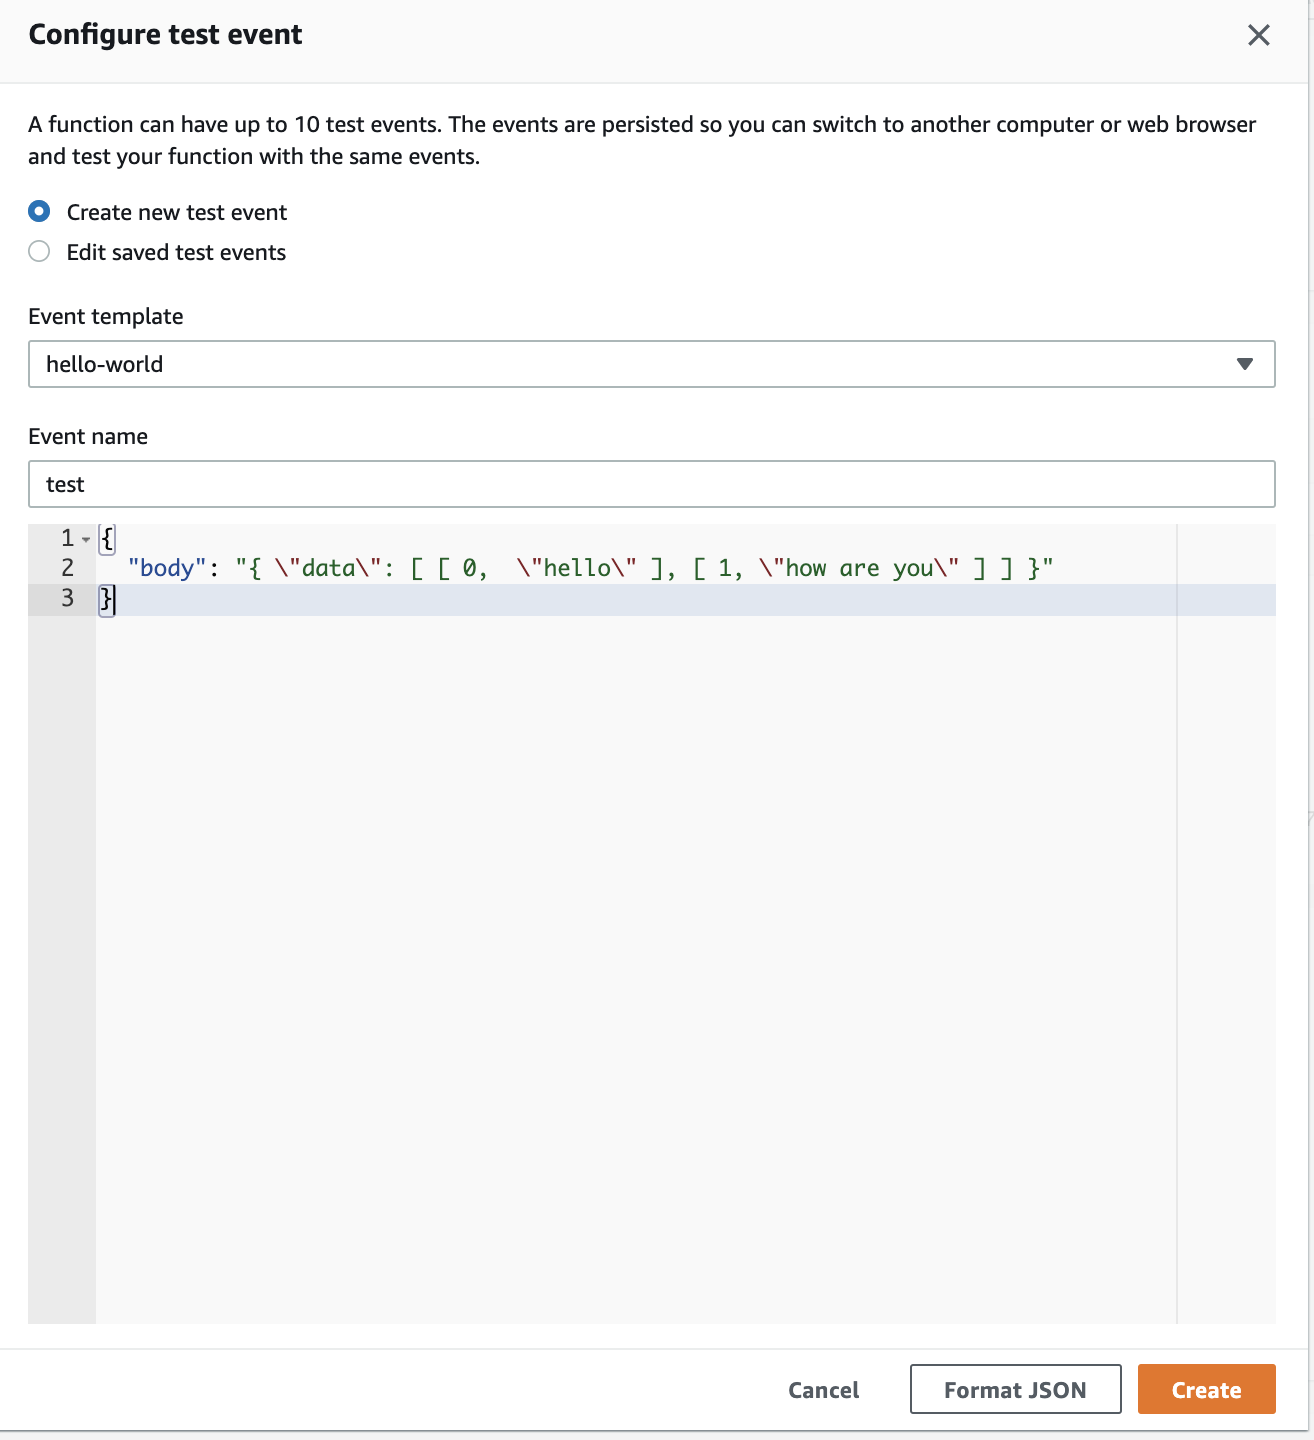 Configure test event
A function can have up to 10 test events. The events are persisted so you can switch to another computer or web browser
and test your function with the same events.
Create new test event
Edit saved test events
Event template
hello-world
Event name
test
1 {
2 "body": "{ \"data\": [ [ 0,  \"hello\" ], [ 1, \"how are you\" ] ] }"
3 }
Cancel Format JSON Create